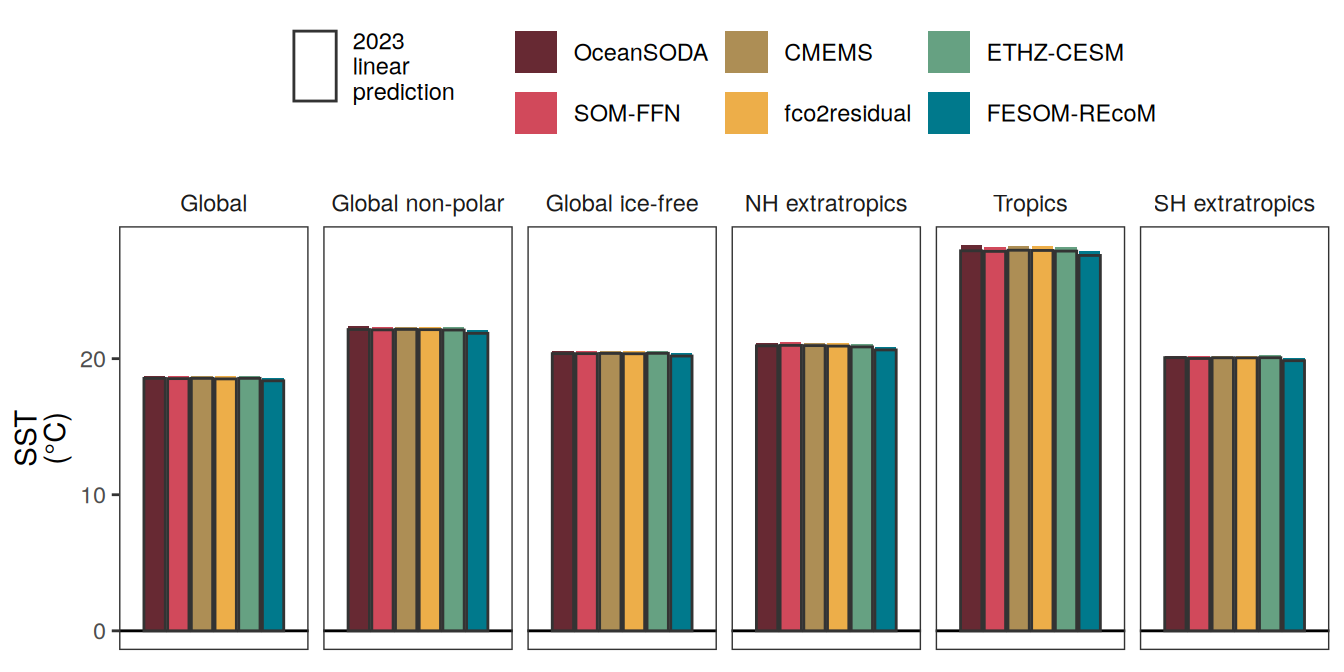 2023
linear
prediction
OceanSODA
CMEMS
ETHZ-CESM
SOM-FFN
fco2residual
FESOM-REcoM
Global
Global non-polar
Global ice-free
NH extratropics
Tropics
SH extratropics
SST
(°C)
20
10
0